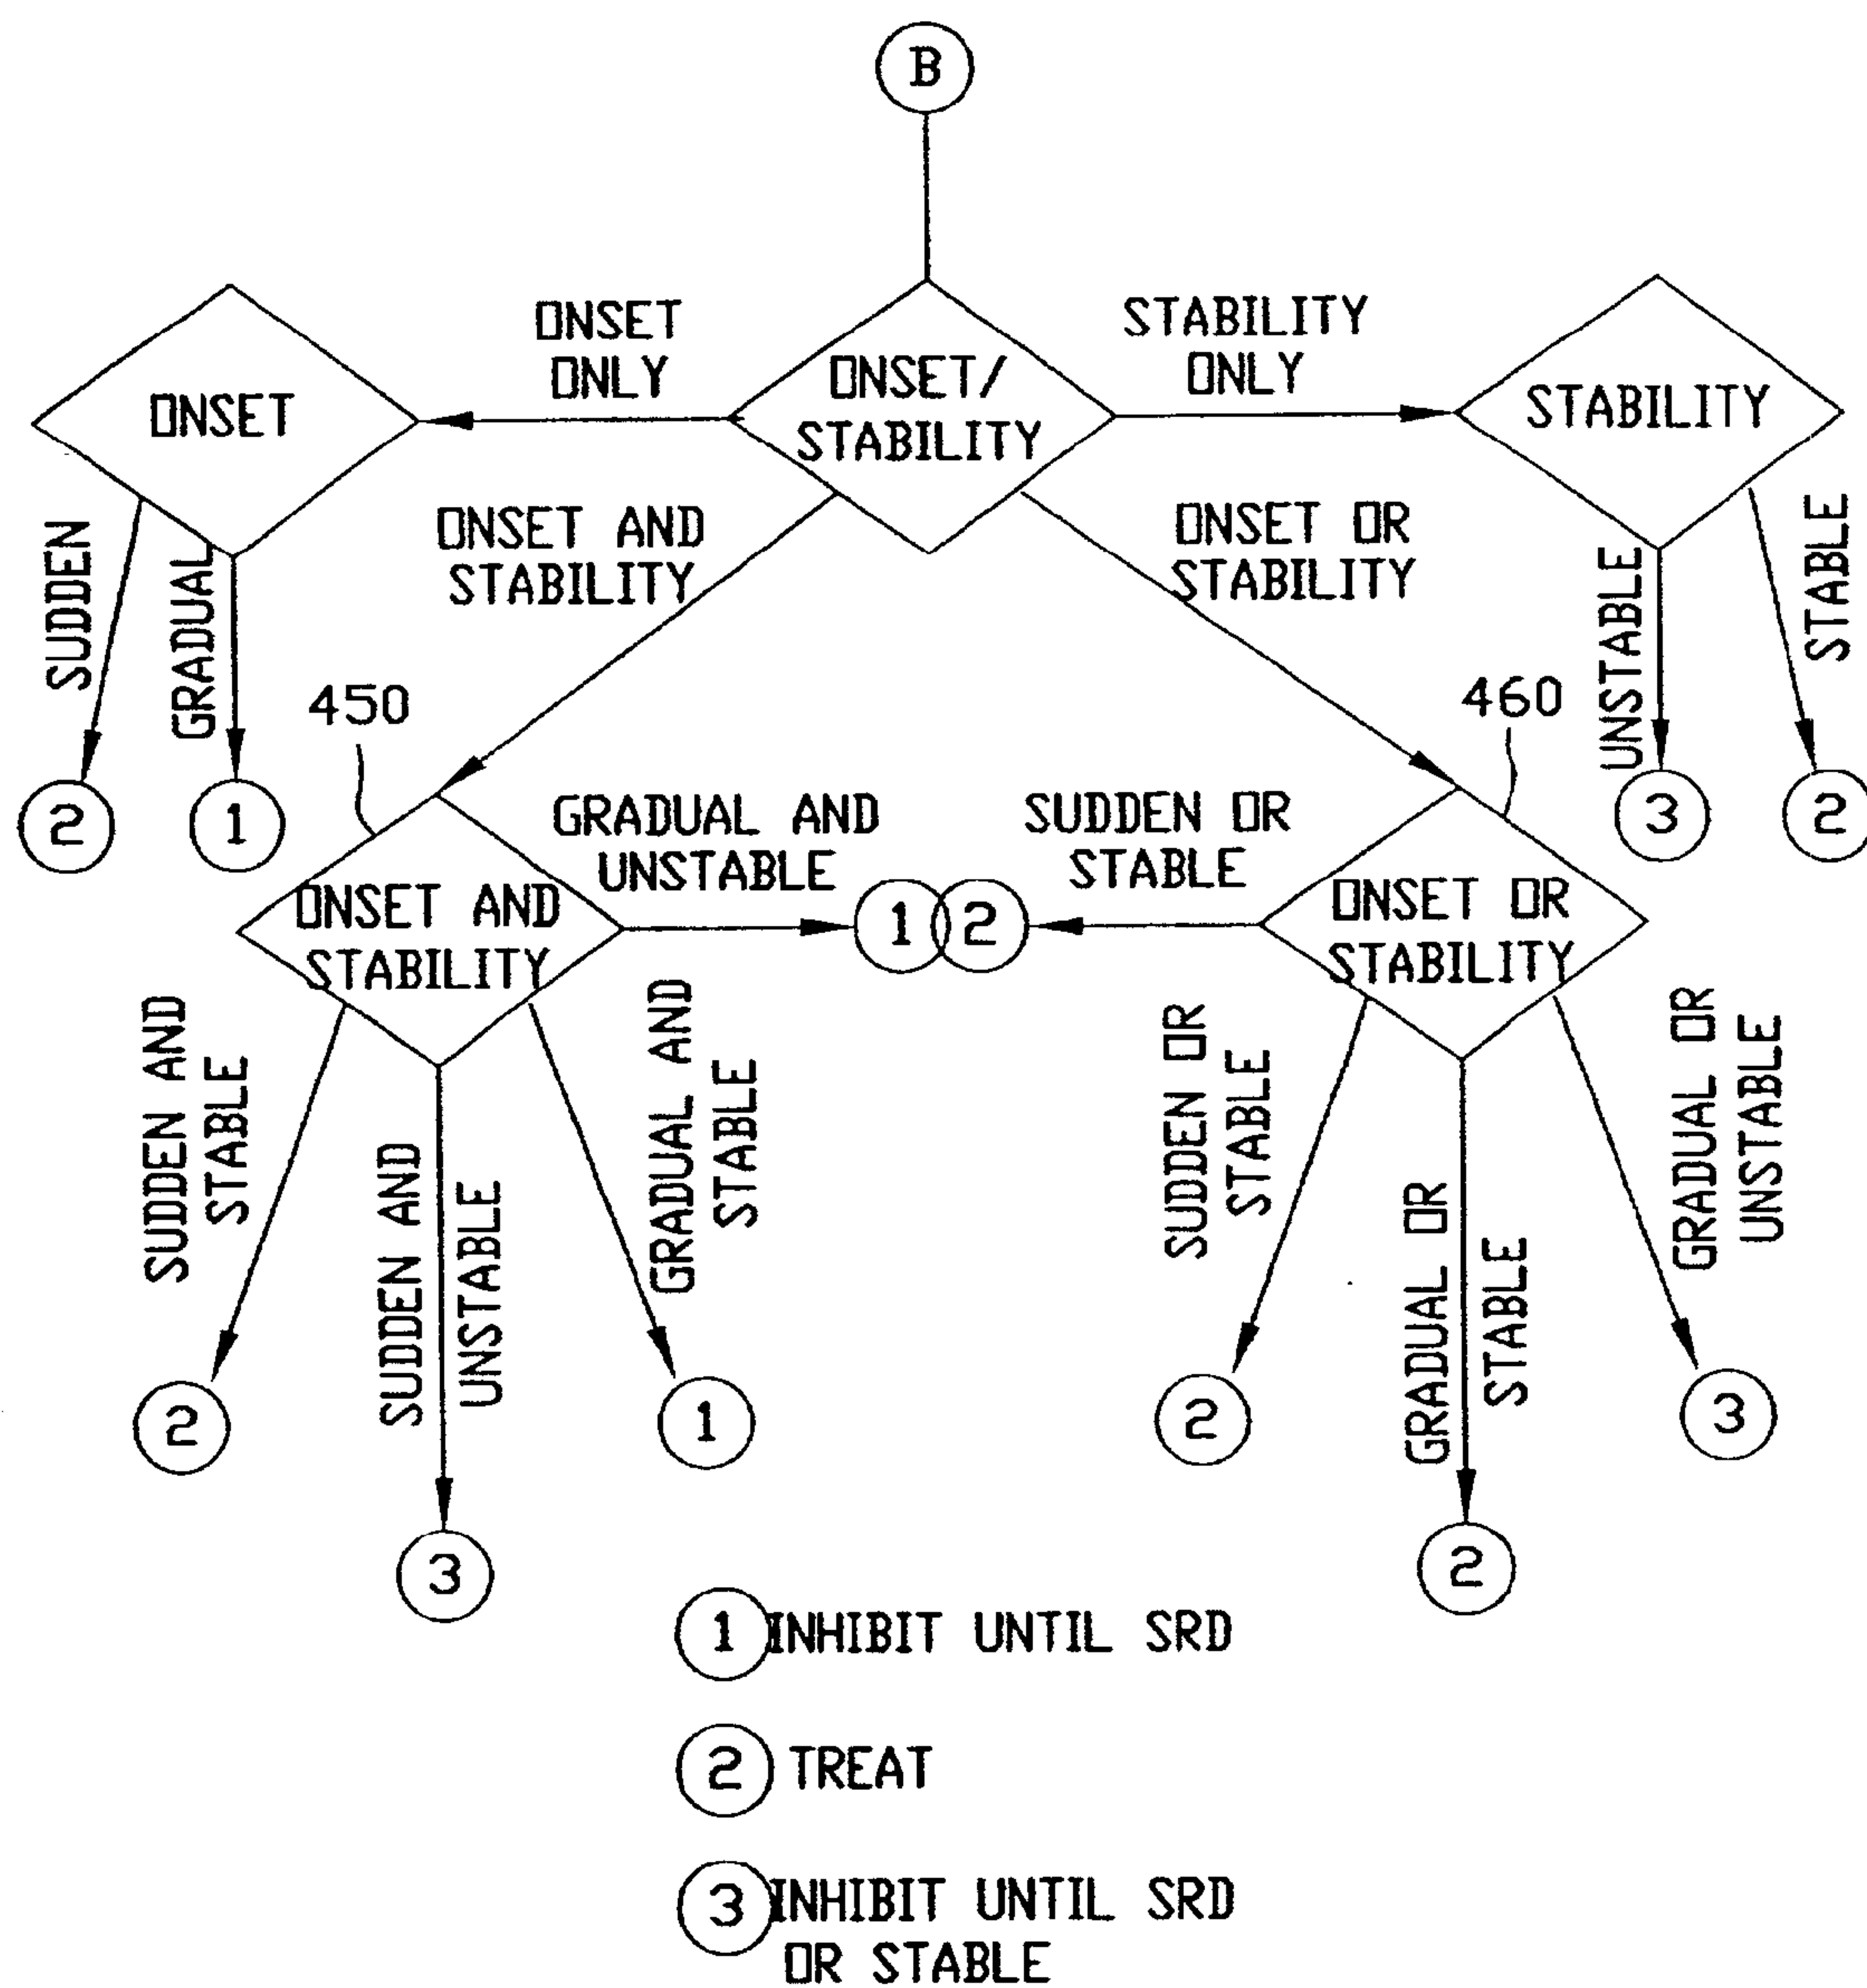 B
ONSET
ONLY
STABILITY
ONLY
ONSET
ONSET/
STABILITY
STABILITY
ONSET AND
STABILITY
ONSET OR
STABILITY
SUDDEN
GRADUAL
UNSTABLE
STABLE
450
460
2
1
3
2
GRADUAL AND
UNSTABLE
SUDDEN OR
STABLE
ONSET AND
STABILITY
1
2
ONSET OR
STABILITY
SUDDEN AND
STABLE
SUDDEN AND
UNSTABLE
GRADUAL AND
STABLE
SUDDEN OR
STABLE
GRADUAL OR
STABLE
GRADUAL OR
UNSTABLE
2
3
1
2
2
3
1 INHIBIT UNTIL SRD
2 TREAT
3 INHIBIT UNTIL SRD
OR STABLE